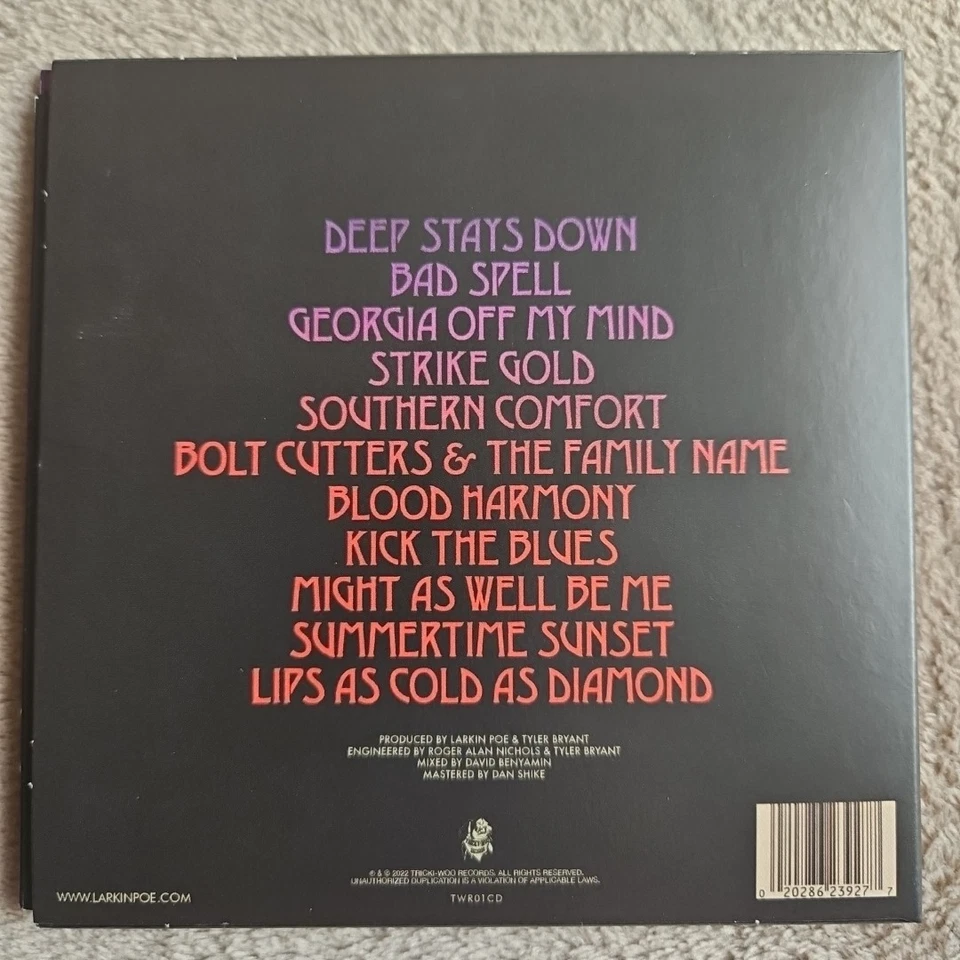 DEEP STAYS DOWN
BAD SPELL
GEORGIA OFF MY MIND
STRIKE GOLD
SOUTHERN COMFORT
BOLT CUTTERS & THE FAMILY NAME
BLOOD HARMONY
KICK THE BLUES
MIGHT AS WELL BE ME
SUMMERTIME SUNSET
LIPS AS COLD AS DIAMOND
PRODUCED BY LARKIN POE & TYLER BRYANT
ENGINEERED BY ROGER ALAN NICHOLS & TYLER BRYANT
MIXED BY DAVID BENYAMIN
MASTERED BY DAN SHIKE
℗ & © 2022 TRICKI-WOO RECORDS. ALL RIGHTS RESERVED.
UNAUTHORIZED DUPLICATION IS A VIOLATION OF APPLICABLE LAWS.
WWW.LARKINPOE.COM
TWR01CD
0 20286 23927 7